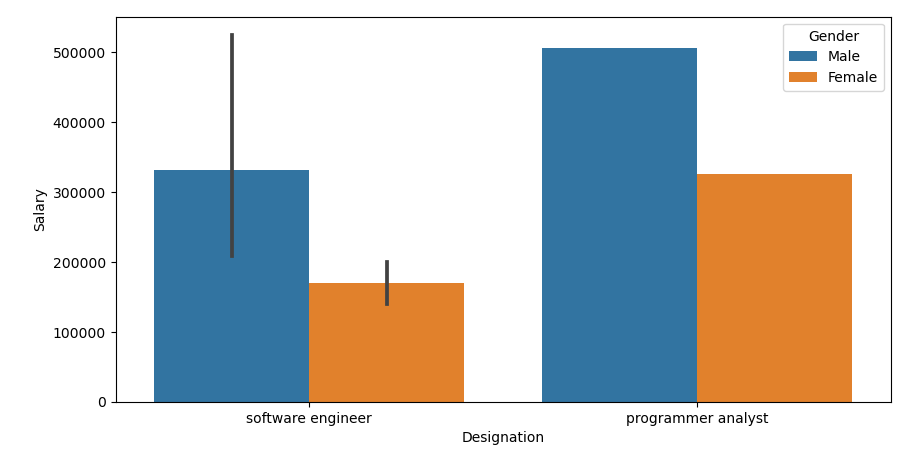 Gender
Male
Female
500000
400000
300000
200000
100000
0
Salary
software engineer
programmer analyst
Designation